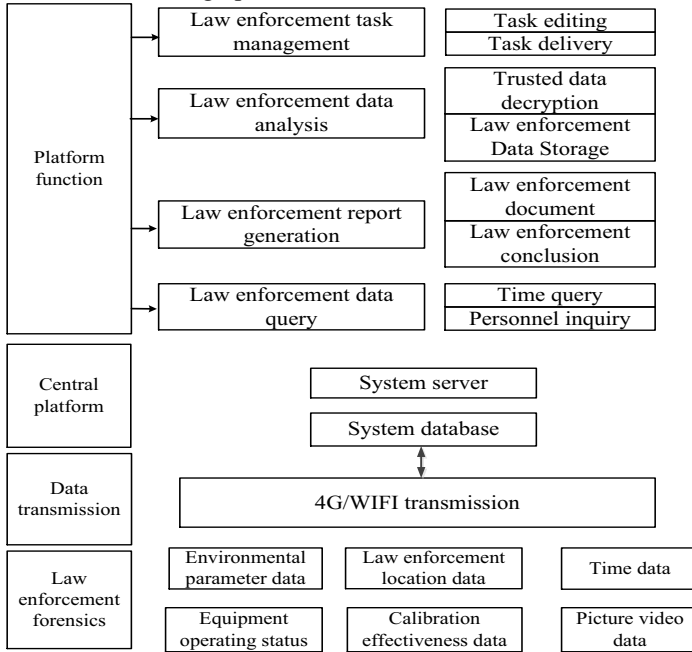 Law enforcement task
management
Task editing
Task delivery
Platform
function
Law enforcement data
analysis
Trusted data
decryption
Law enforcement
Data Storage
Law enforcement report
generation
Law enforcement
document
Law enforcement
conclusion
Law enforcement data
query
Time query
Personnel inquiry
Central
platform
System server
System database
Data
transmission
4G/WIFI transmission
Law
enforcement
forensics
Environmental
parameter data
Law enforcement
location data
Time data
Equipment
operating status
Calibration
effectiveness data
Picture video
data